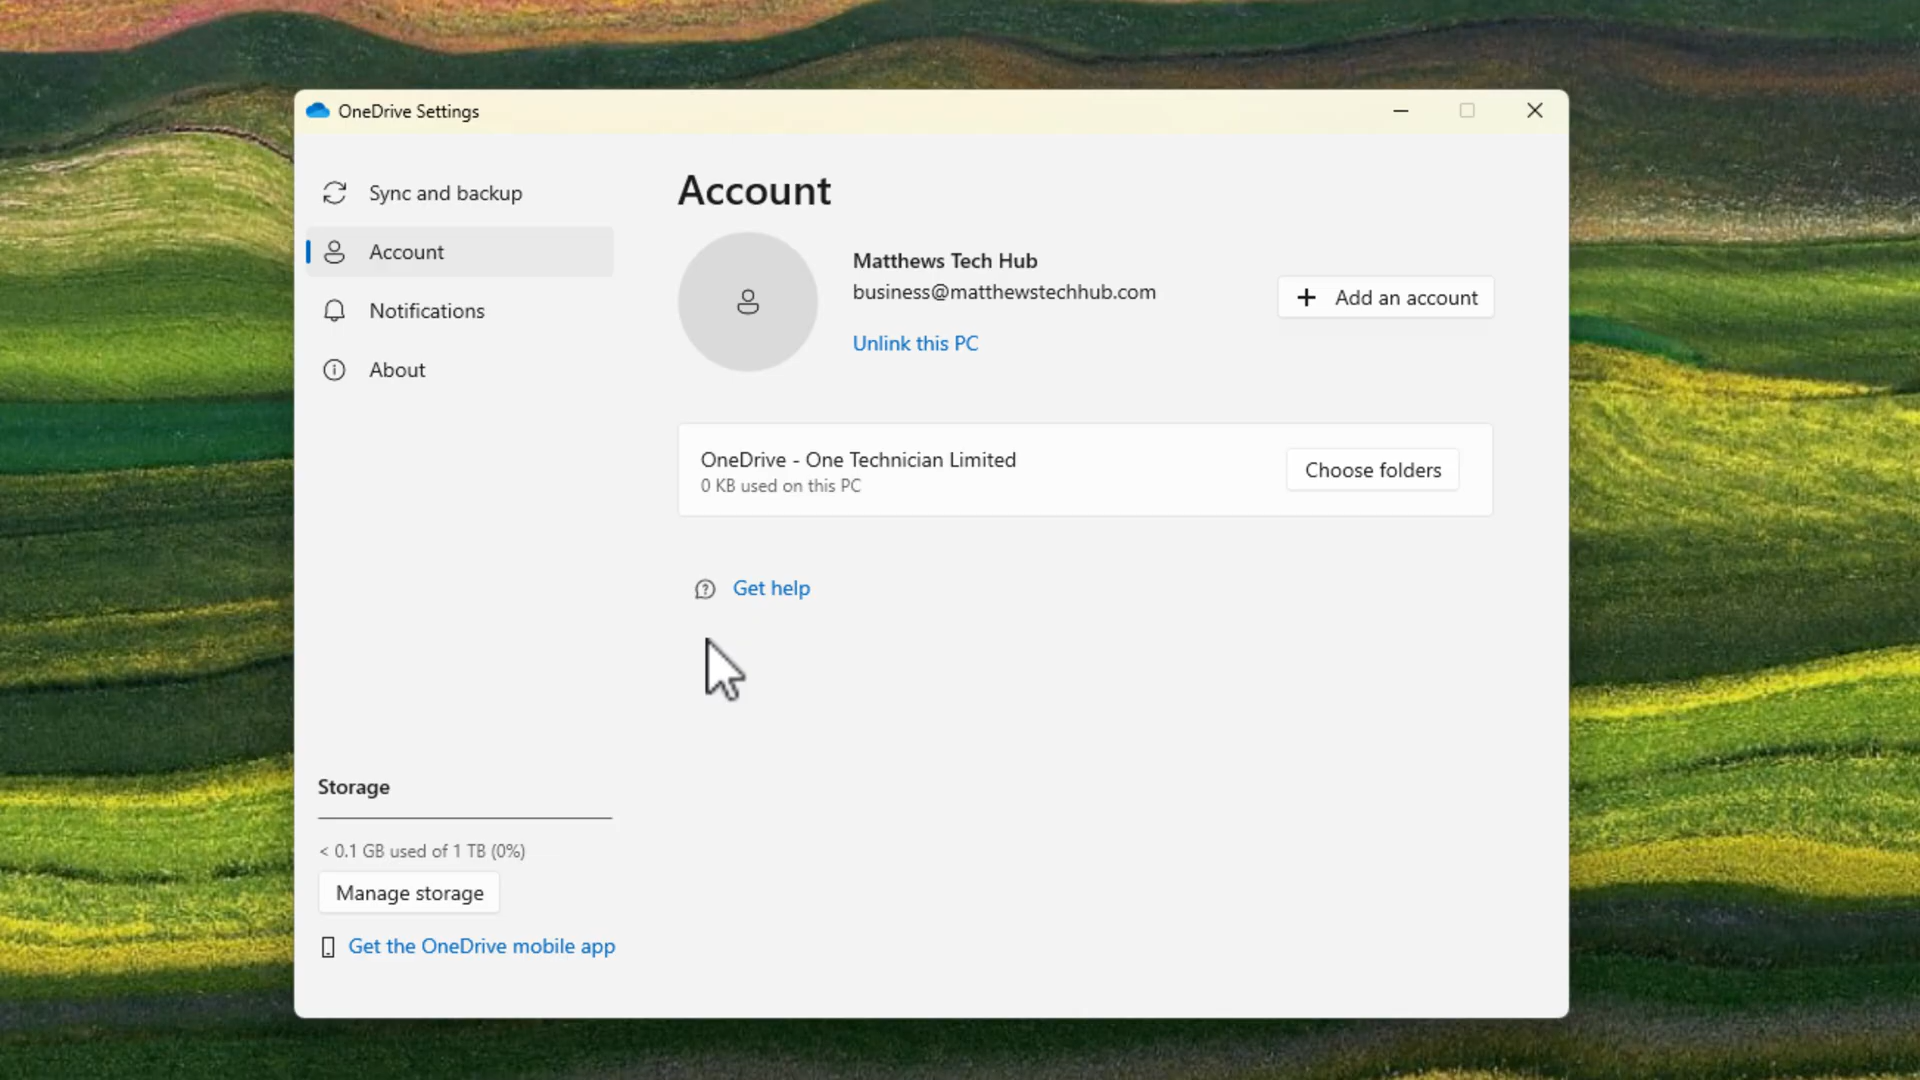 OneDrive Settings
Sync and backup
Account
Notifications
About
Account
Matthews Tech Hub
business@matthewstechhub.com
Unlink this PC
Add an account
OneDrive - One Technician Limited
0 KB used on this PC
Choose folders
Get help
Storage
< 0.1 GB used of 1 TB (0%)
Manage storage
Get the OneDrive mobile app